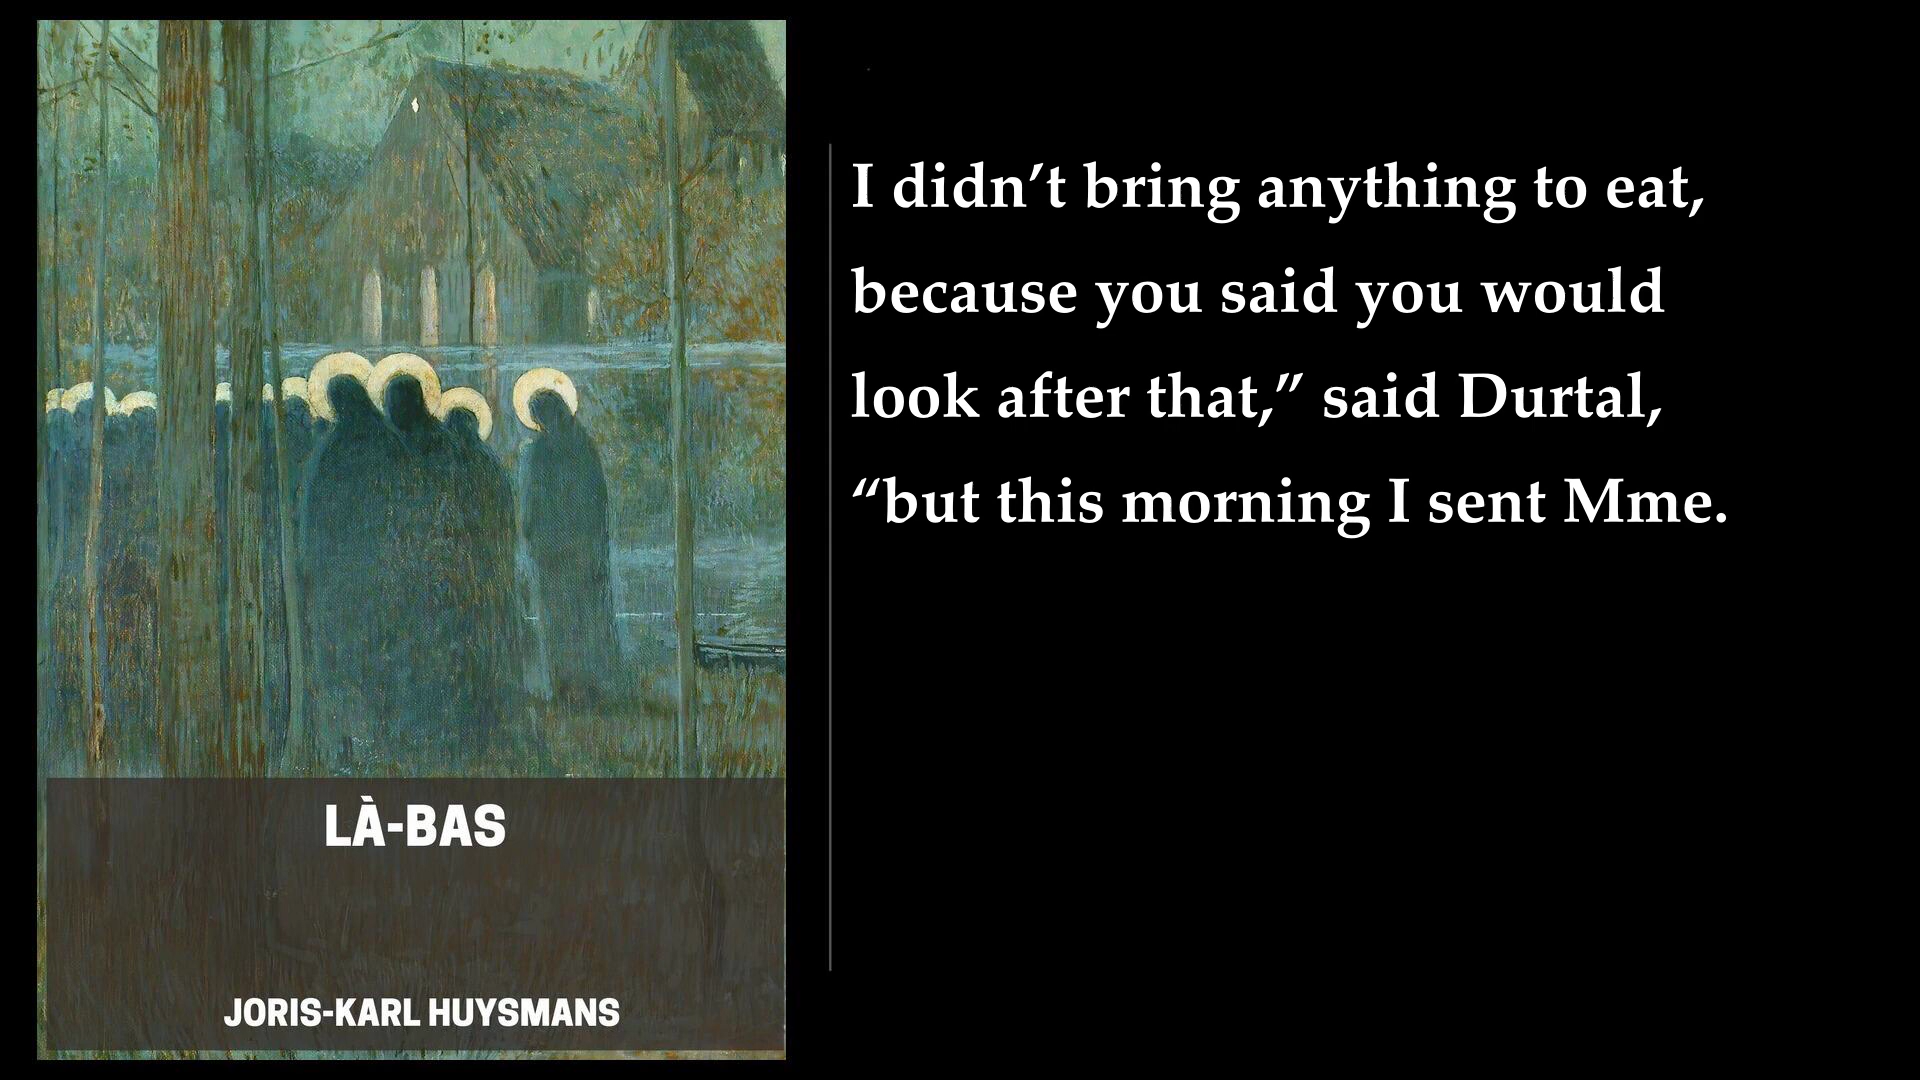 LÀ-BAS
JORIS-KARL HUYSMANS
I didn’t bring anything to eat,
because you said you would
look after that,” said Durtal,
“but this morning I sent Mme.